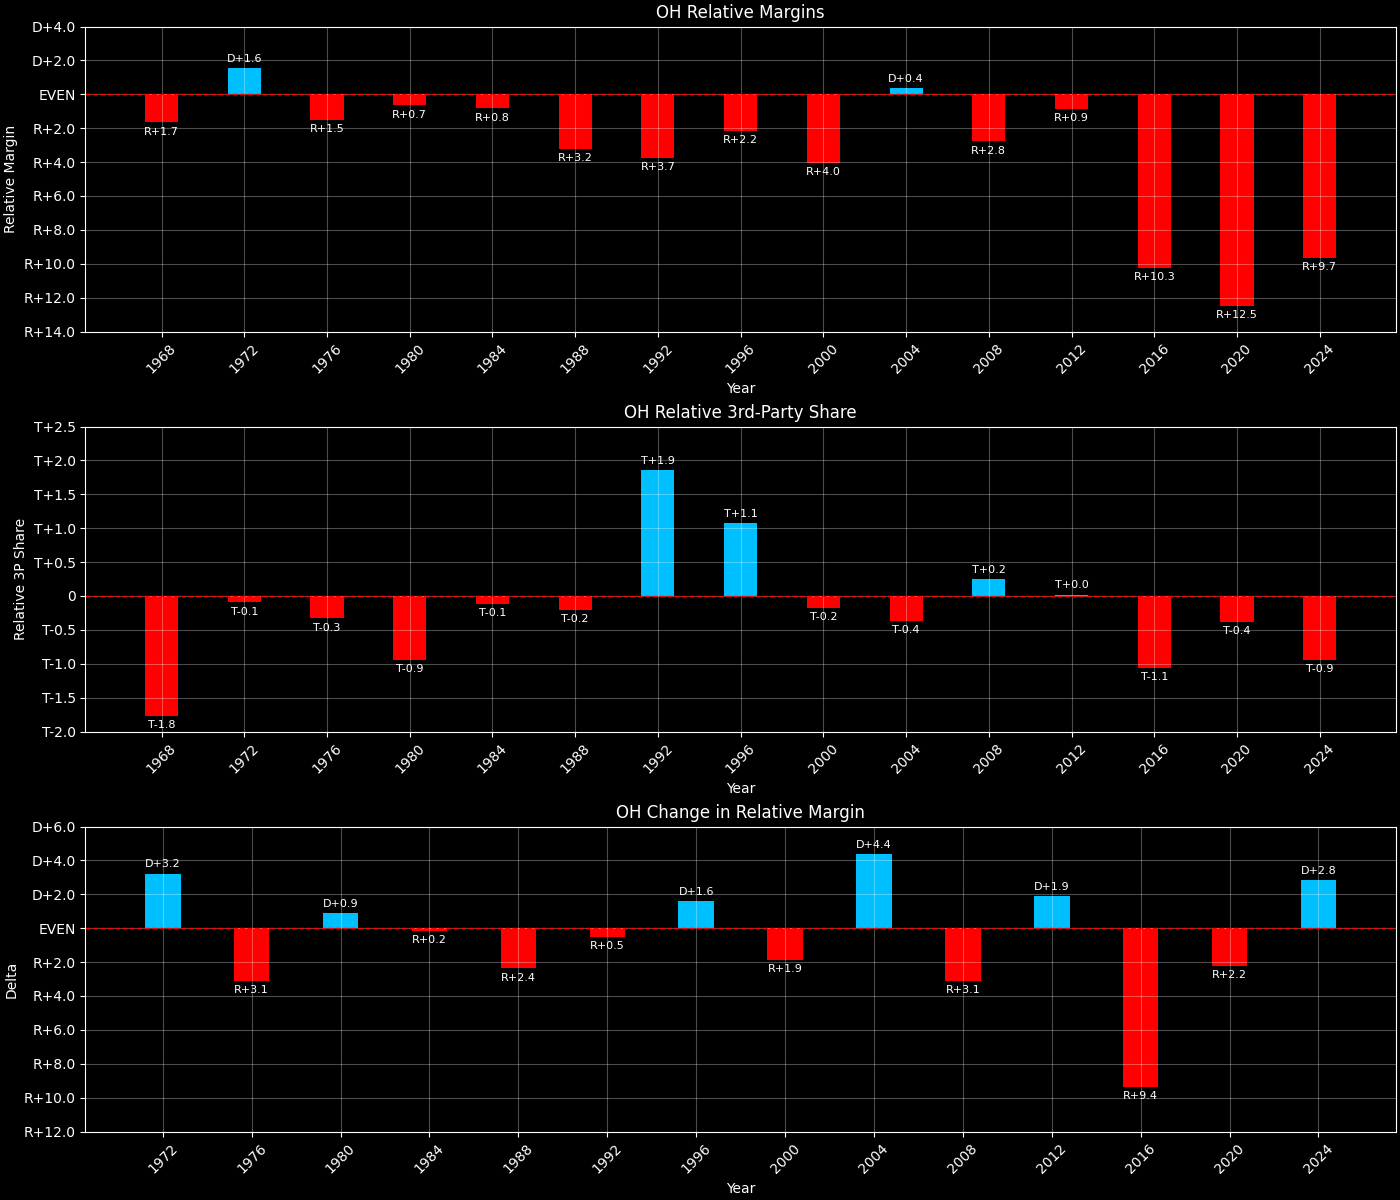 OH Relative Margins
D+4.0
D+2.0
EVEN
R+2.0
R+4.0
R+6.0
R+8.0
R+10.0
R+12.0
R+14.0
Relative Margin
R+1.7
D+1.6
R+1.5
R+0.7
R+0.8
R+3.2
R+3.7
R+2.2
R+4.0
D+0.4
R+2.8
R+0.9
R+10.3
R+12.5
R+9.7
1968 1972 1976 1980 1984 1988 1992 1996 2000 2004 2008 2012 2016 2020 2024
Year
OH Relative 3rd-Party Share
T+2.5
T+2.0
T+1.5
T+1.0
T+0.5
0
T-0.5
T-1.0
T-1.5
T-2.0
Relative 3P Share
T-1.8
T-0.1
T-0.3
T-0.9
T-0.1
T-0.2
T+1.9
T+1.1
T-0.2
T-0.4
T+0.2
T+0.0
T-1.1
T-0.4
T-0.9
1968 1972 1976 1980 1984 1988 1992 1996 2000 2004 2008 2012 2016 2020 2024
Year
OH Change in Relative Margin
D+6.0
D+4.0
D+2.0
EVEN
R+2.0
R+4.0
R+6.0
R+8.0
R+10.0
R+12.0
Delta
D+3.2
R+3.1
D+0.9
R+0.2
R+2.4
R+0.5
D+1.6
R+1.9
D+4.4
R+3.1
D+1.9
R+9.4
R+2.2
D+2.8
1972 1976 1980 1984 1988 1992 1996 2000 2004 2008 2012 2016 2020 2024
Year